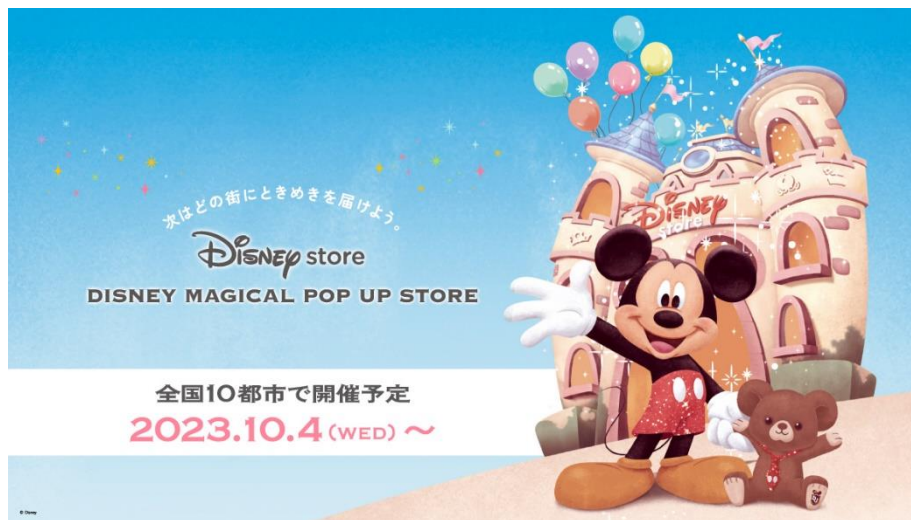 次はどの街にときめきを届けよう。
Disney store
DISNEY MAGICAL POP UP STORE
全国10都市で開催予定
2023.10.4(WED)〜
Disney
store
© Disney